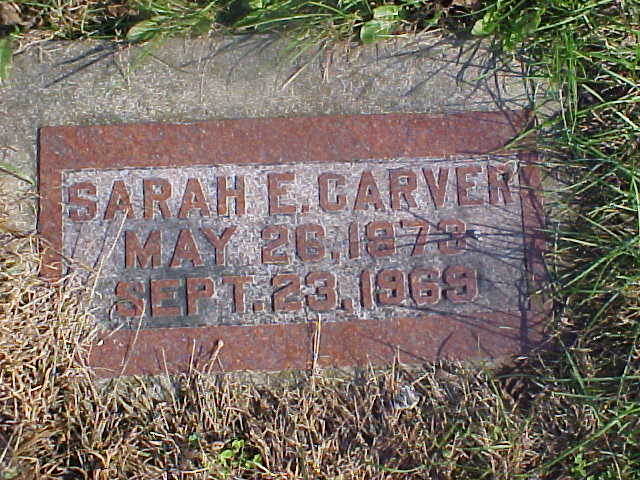 SARAH E. CARVER
MAY 26, 1873
SEPT. 23, 1969